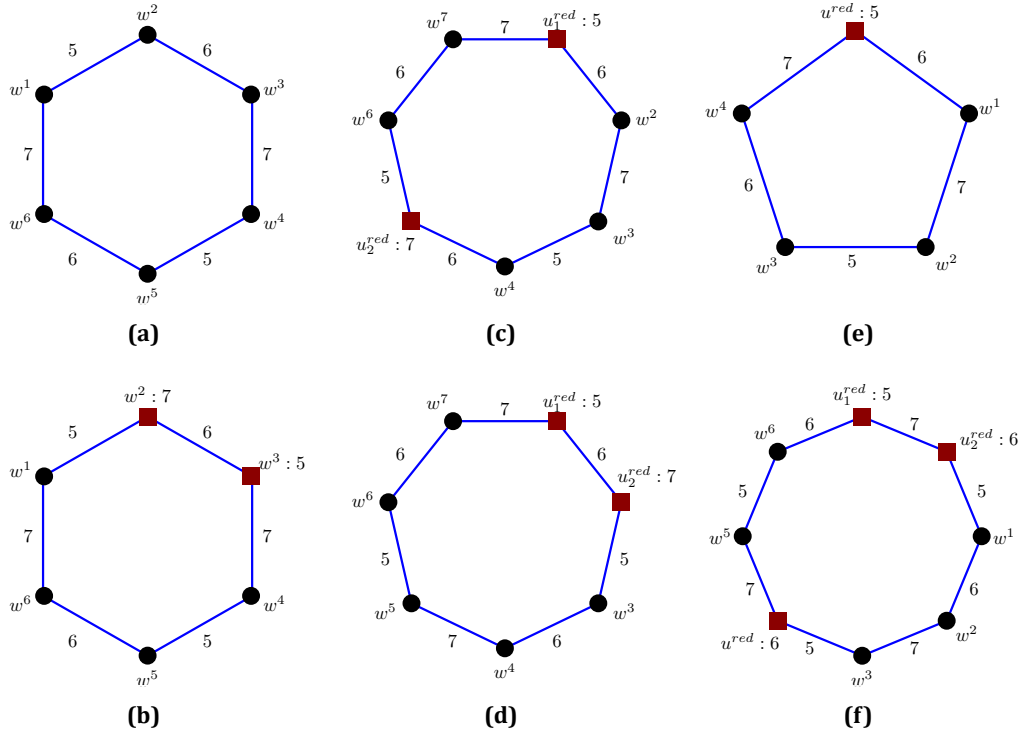 w^2
5
6
w^1
w^3
7
7
w^6
w^4
6
5
w^5
(a)
w^7
7
u_1^{red} : 5
6
6
w^6
w^2
5
7
u_2^{red} : 7
w^3
6
5
w^4
(c)
u^{red} : 5
7
6
w^4
w^1
6
7
w^3
5
w^2
(e)
w^2 : 7
5
6
w^1
w^3 : 5
7
7
w^6
w^4
6
5
w^5
(b)
w^7
7
u_1^{red} : 5
6
6
w^6
u_2^{red} : 7
5
5
w^5
w^3
7
6
w^4
(d)
u_1^{red} : 5
6
7
w^6
u_2^{red} : 6
5
5
w^5
w^1
7
6
u^{red} : 6
w^2
5
7
w^3
(f)